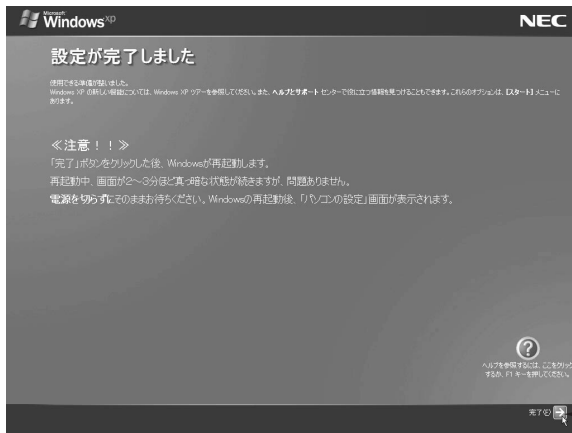 Microsoft
Windows xp
NEC
設定が完了しました
使用できる準備が整いました。
Windows XP の新しい機能については、Windows XP ツアーを参照してください。また、ヘルプとサポート センターで役に立つ情報を見つけることもできます。これらのオプションは、[スタート] メニューに
あります。
≪注意！！≫
「完了」ボタンをクリックした後、Windowsが再起動します。
再起動中、画面が2～3分ほど真っ暗な状態が続きますが、問題ありません。
電源を切らずにそのままお待ちください。Windowsの再起動後、「パソコンの設定」画面が表示されます。
?
ヘルプを参照するには、ここをクリック
するか、F1 キーを押してください。
完了(F)